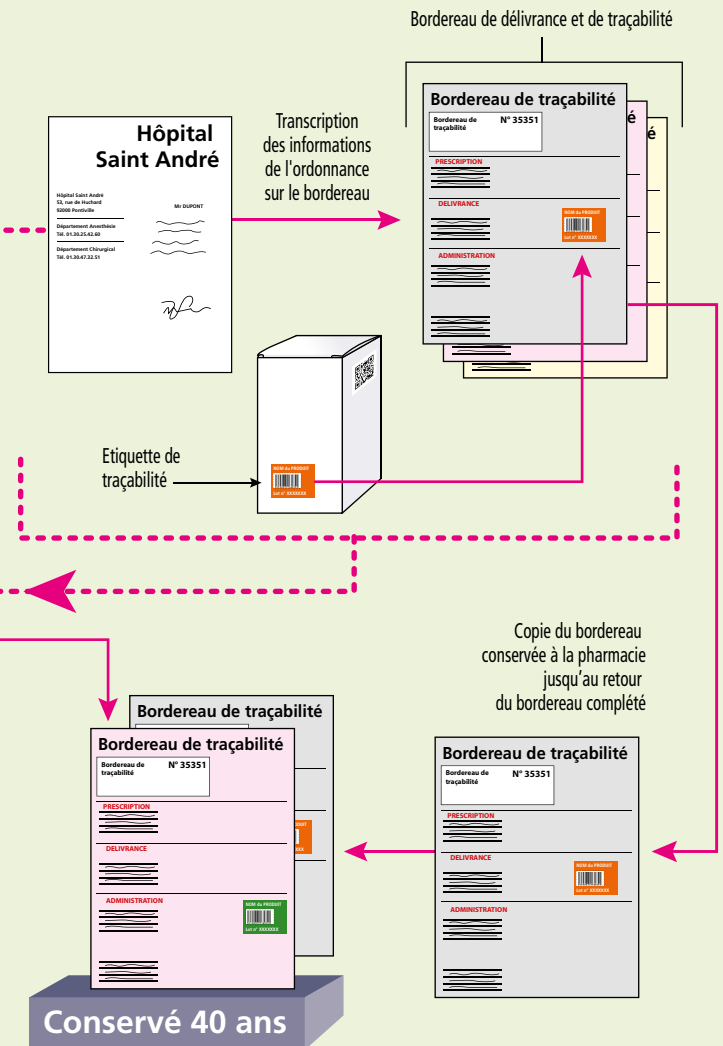 Bordereau de délivrance et de traçabilité
Hôpital
Saint André
Hôpital Saint André
53, rue de Huchard
92000 Pontiville
Mr DUPONT
Département Anesthésie
Tél. 01.30.25.42.60
Département Chirurgical
Tél. 01.30.47.32.51
Transcription
des informations
de l'ordonnance
sur le bordereau
Bordereau de traçabilité
Bordereau de
traçabilité
N° 35351
PRESCRIPTION
DELIVRANCE
NOM du PRODUIT
Lot n° XXXXXXX
ADMINISTRATION
é
é
Etiquette de
traçabilité
NOM du PRODUIT
Lot n° XXXXXXX
Copie du bordereau
conservée à la pharmacie
jusqu'au retour
du bordereau complété
Bordereau de traçabilité
Bordereau de traçabilité
Bordereau de
traçabilité
N° 35351
PRESCRIPTION
DELIVRANCE
ADMINISTRATION
NOM du PRODUIT
Lot n° XXXXXXX
Conservé 40 ans
Bordereau de traçabilité
Bordereau de
traçabilité
N° 35351
PRESCRIPTION
DELIVRANCE
NOM du PRODUIT
Lot n° XXXXXXX
ADMINISTRATION